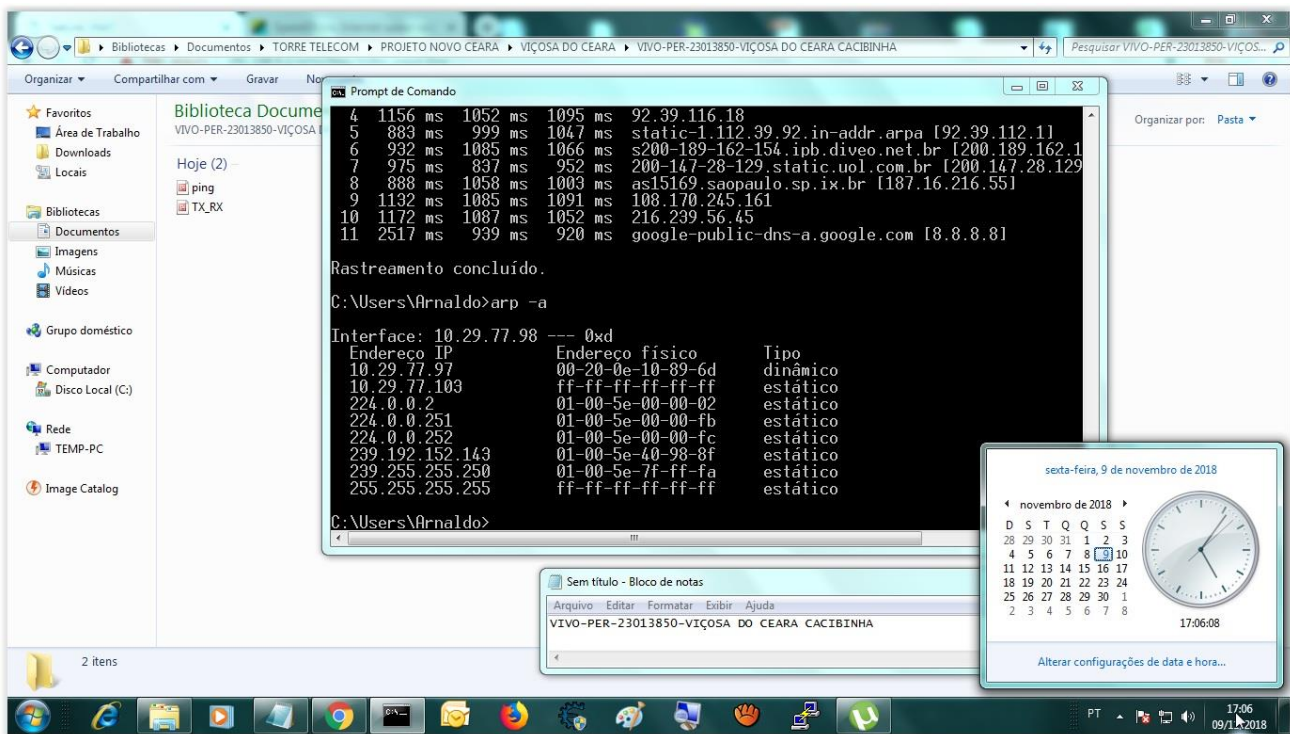 Bibliotecas ▸ Documentos ▸ TORRE TELECOM ▸ PROJETO NOVO CEARA ▸ VIÇOSA DO CEARA ▸ VIVO-PER-23013850-VIÇOSA DO CEARA CACIBINHA
Pesquisar VIVO-PER-23013850-VIÇOS...
Organizar
Compartilhar com
Gravar
Favoritos
Área de Trabalho
Downloads
Locais
Bibliotecas
Documentos
Imagens
Músicas
Vídeos
Grupo doméstico
Computador
Disco Local (C:)
Rede
TEMP-PC
Image Catalog
Biblioteca Docume
VIVO-PER-23013850-VIÇOSA
Organizar por: Pasta
Hoje (2)
ping
TX_RX
Prompt de Comando
4 1156 ms 1052 ms 1095 ms 92.39.116.18
5 883 ms 999 ms 1047 ms static-1.112.39.92.in-addr.arpa [92.39.112.1]
6 932 ms 1085 ms 1066 ms s200-189-162-154.ipb.diveo.net.br [200.189.162.1
7 975 ms 837 ms 952 ms 200-147-28-129.static.uol.com.br [200.147.28.129
8 888 ms 1058 ms 1003 ms as15169.saopaulo.sp.ix.br [187.16.216.55]
9 1132 ms 1085 ms 1091 ms 108.170.245.161
10 1172 ms 1087 ms 1052 ms 216.239.56.45
11 2517 ms 939 ms 920 ms google-public-dns-a.google.com [8.8.8.8]
Rastreamento concluído.
C:\Users\Arnaldo>arp -a
Interface: 10.29.77.98 --- 0xd
Endereço IP Endereço físico Tipo
10.29.77.97 00-20-0e-10-89-6d dinâmico
10.29.77.103 ff-ff-ff-ff-ff-ff estático
224.0.0.2 01-00-5e-00-00-02 estático
224.0.0.251 01-00-5e-00-00-fb estático
224.0.0.252 01-00-5e-00-00-fc estático
239.192.152.143 01-00-5e-40-98-8f estático
239.255.255.250 01-00-5e-7f-ff-fa estático
255.255.255.255 ff-ff-ff-ff-ff-ff estático
C:\Users\Arnaldo>
Sem título - Bloco de notas
Arquivo Editar Formatar Exibir Ajuda
VIVO-PER-23013850-VIÇOSA DO CEARA CACIBINHA
sexta-feira, 9 de novembro de 2018
novembro de 2018
D S T Q Q S S
28 29 30 31 1 2 3
4 5 6 7 8 9 10
11 12 13 14 15 16 17
18 19 20 21 22 23 24
25 26 27 28 29 30 1
2 3 4 5 6 7 8
17:06:08
Alterar configurações de data e hora...
2 itens
PT
17:06
09/11/2018